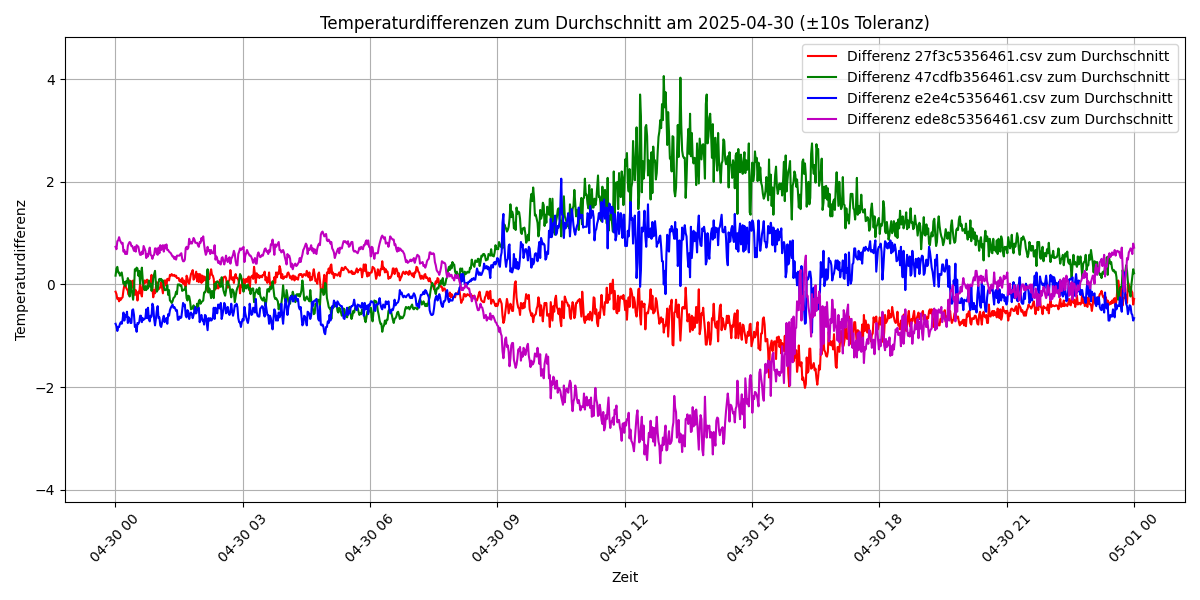 Temperaturdifferenzen zum Durchschnitt am 2025-04-30 (±10s Toleranz)
Differenz 27f3c5356461.csv zum Durchschnitt
Differenz 47cdfb356461.csv zum Durchschnitt
Differenz e2e4c5356461.csv zum Durchschnitt
Differenz ede8c5356461.csv zum Durchschnitt
Temperaturdifferenz
4
2
0
−2
−4
04-30 00
04-30 03
04-30 06
04-30 09
04-30 12
04-30 15
04-30 18
04-30 21
05-01 00
Zeit